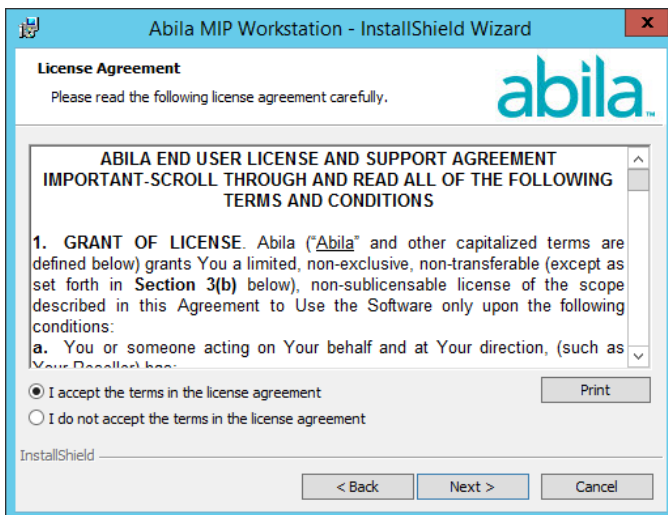 Abila MIP Workstation - InstallShield Wizard
x
License Agreement
Please read the following license agreement carefully.
abila
ABILA END USER LICENSE AND SUPPORT AGREEMENT
IMPORTANT-SCROLL THROUGH AND READ ALL OF THE FOLLOWING
TERMS AND CONDITIONS
1. GRANT OF LICENSE. Abila (“Abila” and other capitalized terms are
defined below) grants You a limited, non-exclusive, non-transferable (except as
set forth in Section 3(b) below), non-sublicensable license of the scope
described in this Agreement to Use the Software only upon the following
conditions:
a. You or someone acting on Your behalf and at Your direction, (such as
Your Reseller) has:
I accept the terms in the license agreement
Print
I do not accept the terms in the license agreement
InstallShield
< Back
Next >
Cancel